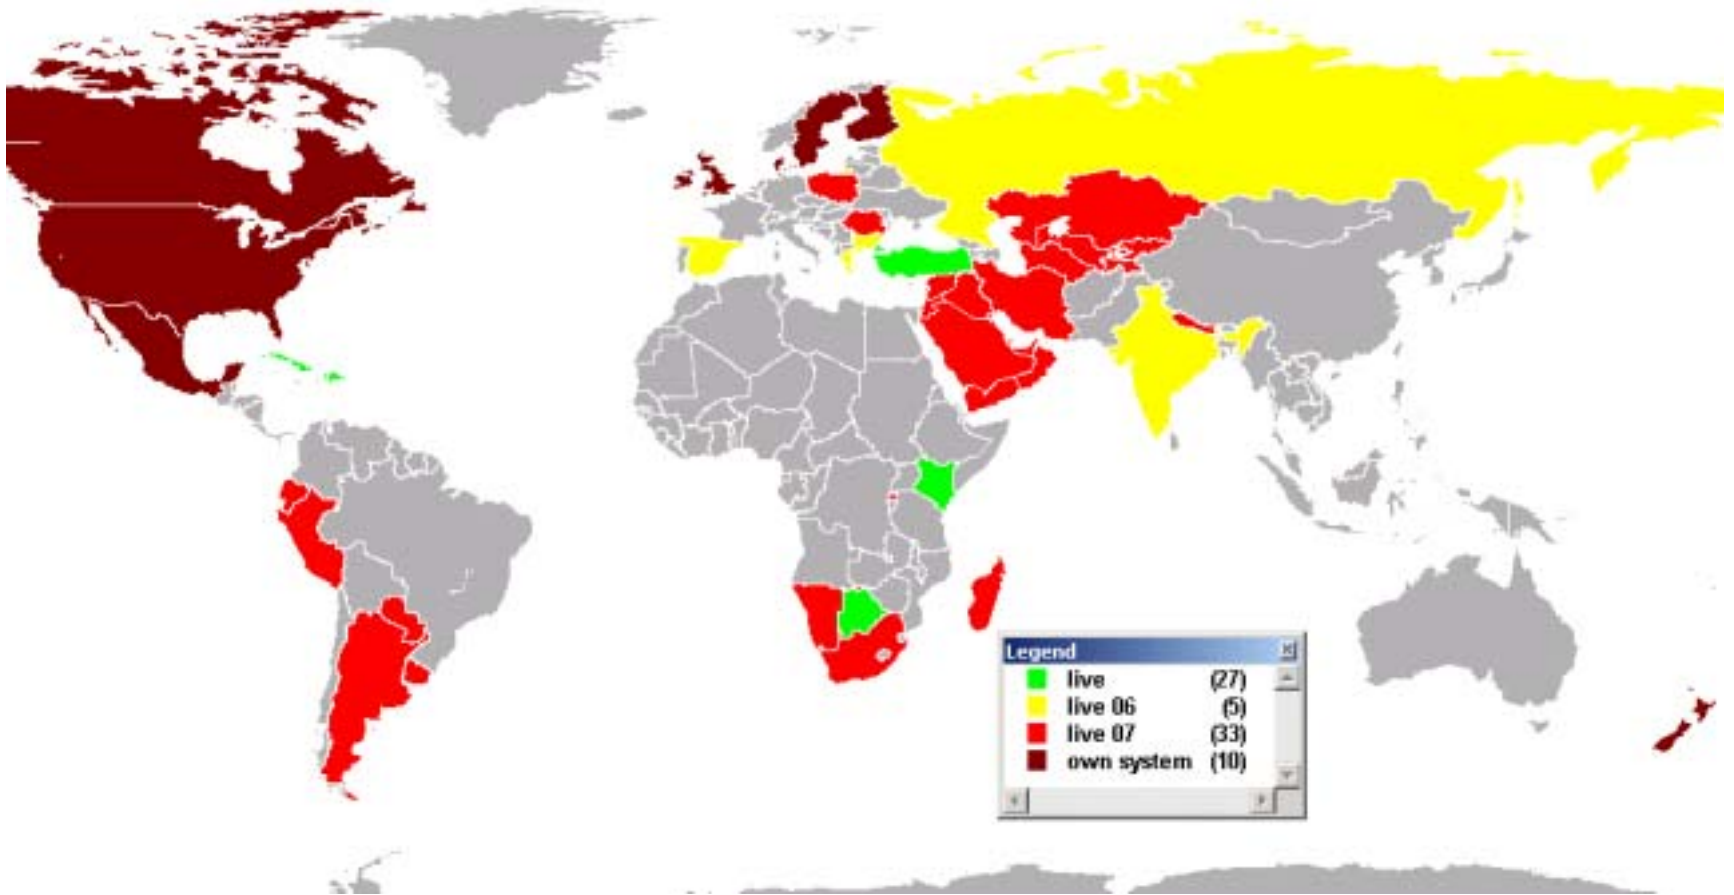 Legend
live (27)
live 06 (5)
live 07 (33)
own system (10)